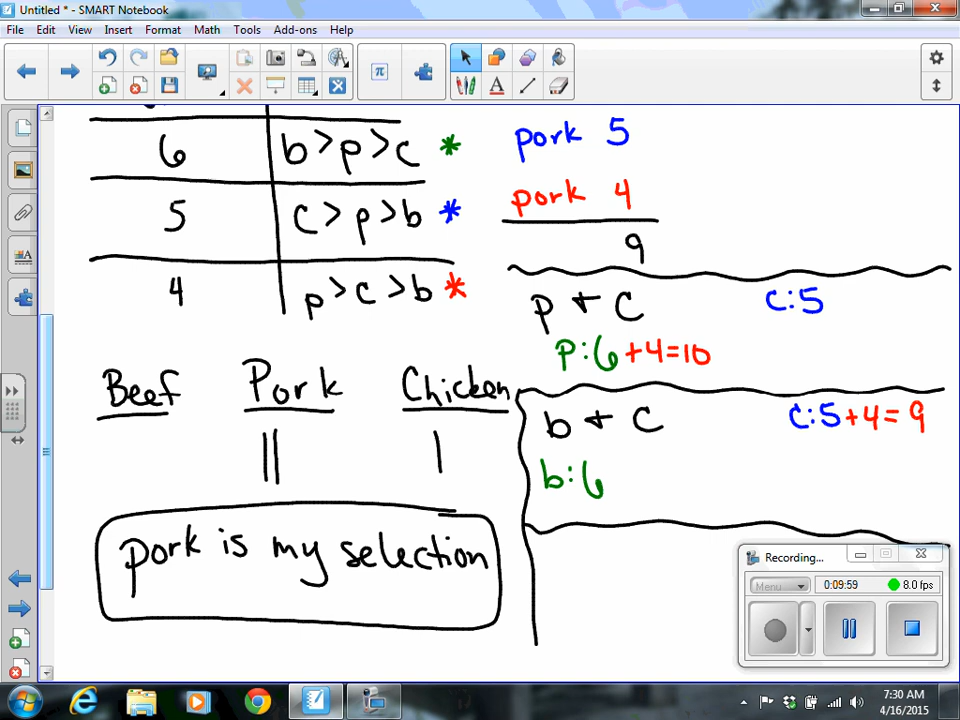 Untitled * - SMART Notebook
File Edit View Insert Format Math Tools Add-ons Help
6 b>p>c *
5 c>p>b *
4 p>c>b *
Beef Pork Chicken
|| |
pork is my selection
pork 5
pork 4
9
p + c c:5
p:6+4=10
b + c c:5+4=9
b:6
Recording...
Menu 0:09:59 8.0 fps
7:30 AM
4/16/2015